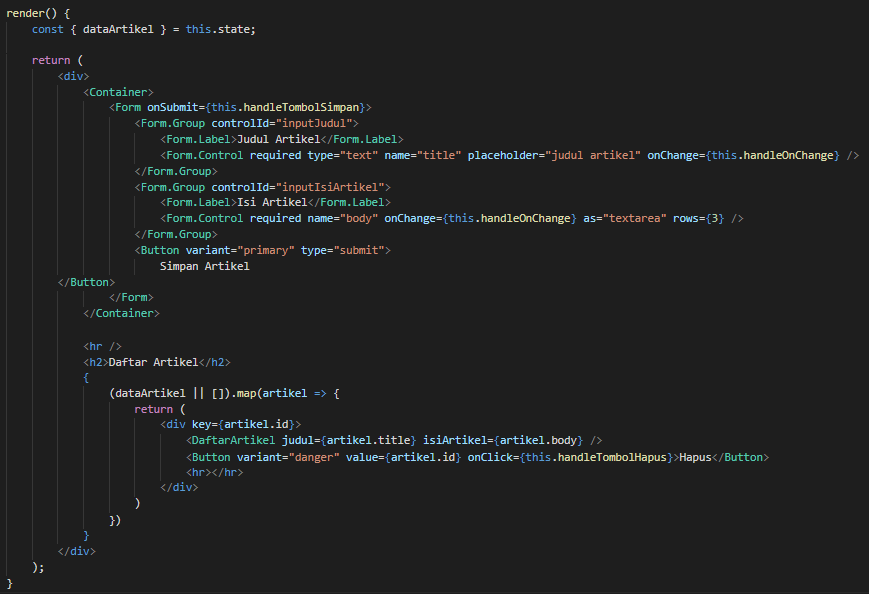 render() {
    const { dataArtikel } = this.state;

    return (
        <div>
            <Container>
                <Form onSubmit={this.handleTombolSimpan}>
                    <Form.Group controlId="inputJudul">
                        <Form.Label>Judul Artikel</Form.Label>
                        <Form.Control required type="text" name="title" placeholder="judul artikel" onChange={this.handleOnChange} />
                    </Form.Group>
                    <Form.Group controlId="inputIsiArtikel">
                        <Form.Label>Isi Artikel</Form.Label>
                        <Form.Control required name="body" onChange={this.handleOnChange} as="textarea" rows={3} />
                    </Form.Group>
                    <Button variant="primary" type="submit">
                        Simpan Artikel
        </Button>
                </Form>
            </Container>

            <hr />
            <h2>Daftar Artikel</h2>
            {
                (dataArtikel || []).map(artikel => {
                    return (
                        <div key={artikel.id}>
                            <DaftarArtikel judul={artikel.title} isiArtikel={artikel.body} />
                            <Button variant="danger" value={artikel.id} onClick={this.handleTombolHapus}>Hapus</Button>
                            <hr></hr>
                        </div>
                    )
                })
            }
        </div>
    );
}